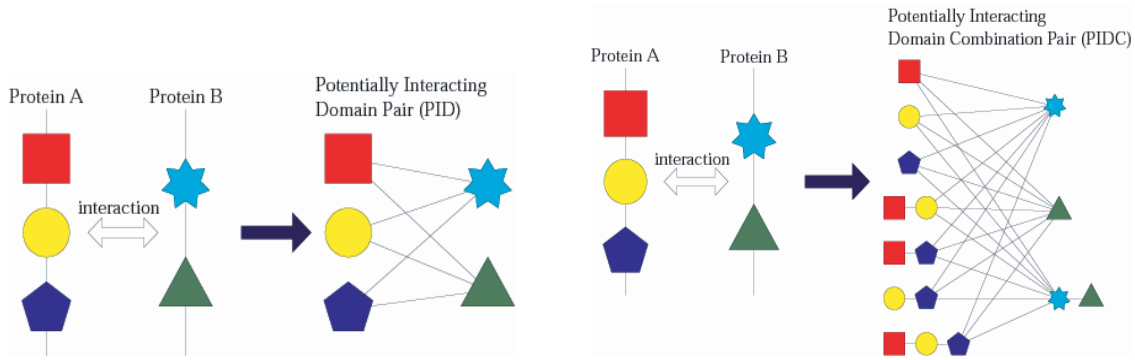 Protein A
Protein B
Potentially Interacting
Domain Pair (PID)
interaction
Potentially Interacting
Domain Combination Pair (PIDC)
Protein A
Protein B
interaction